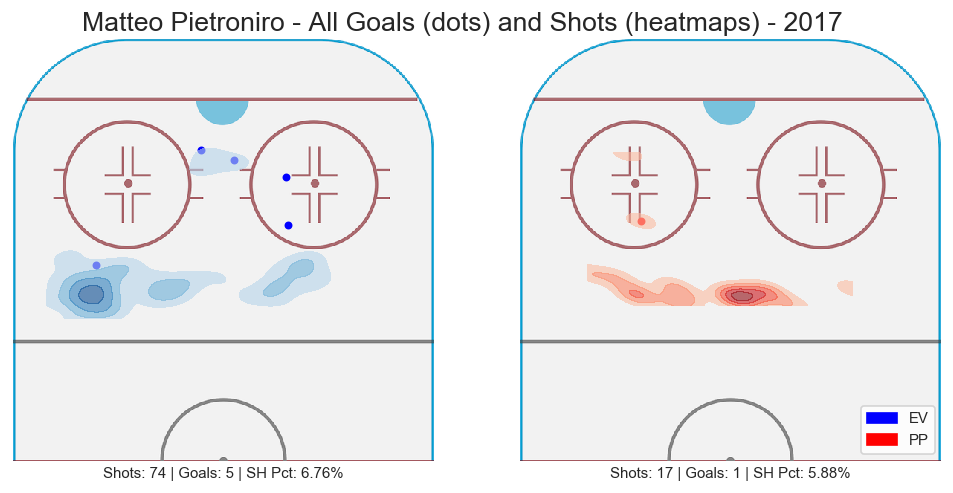 Matteo Pietroniro - All Goals (dots) and Shots (heatmaps) - 2017
EV
PP
Shots: 74 | Goals: 5 | SH Pct: 6.76%
Shots: 17 | Goals: 1 | SH Pct: 5.88%